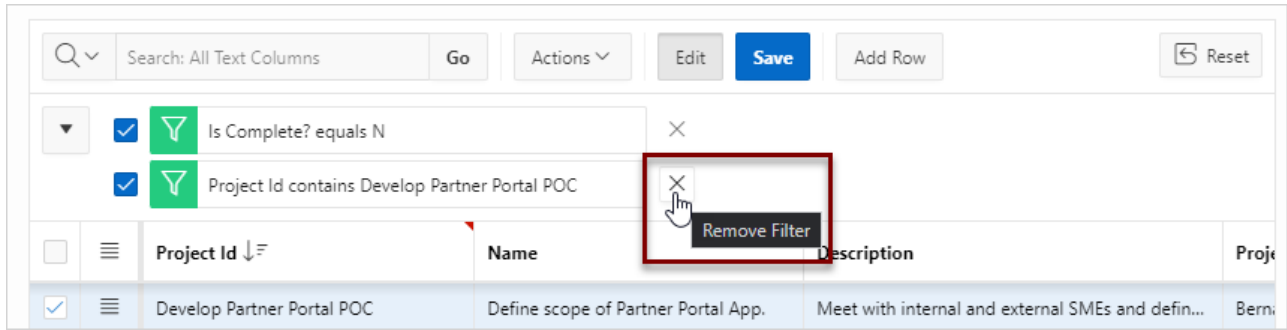 Search: All Text Columns Go Actions Edit Save Add Row Reset
Is Complete? equals N
Project Id contains Develop Partner Portal POC
Remove Filter
Project Id Name Description Proje
Develop Partner Portal POC Define scope of Partner Portal App. Meet with internal and external SMEs and defin... Berna